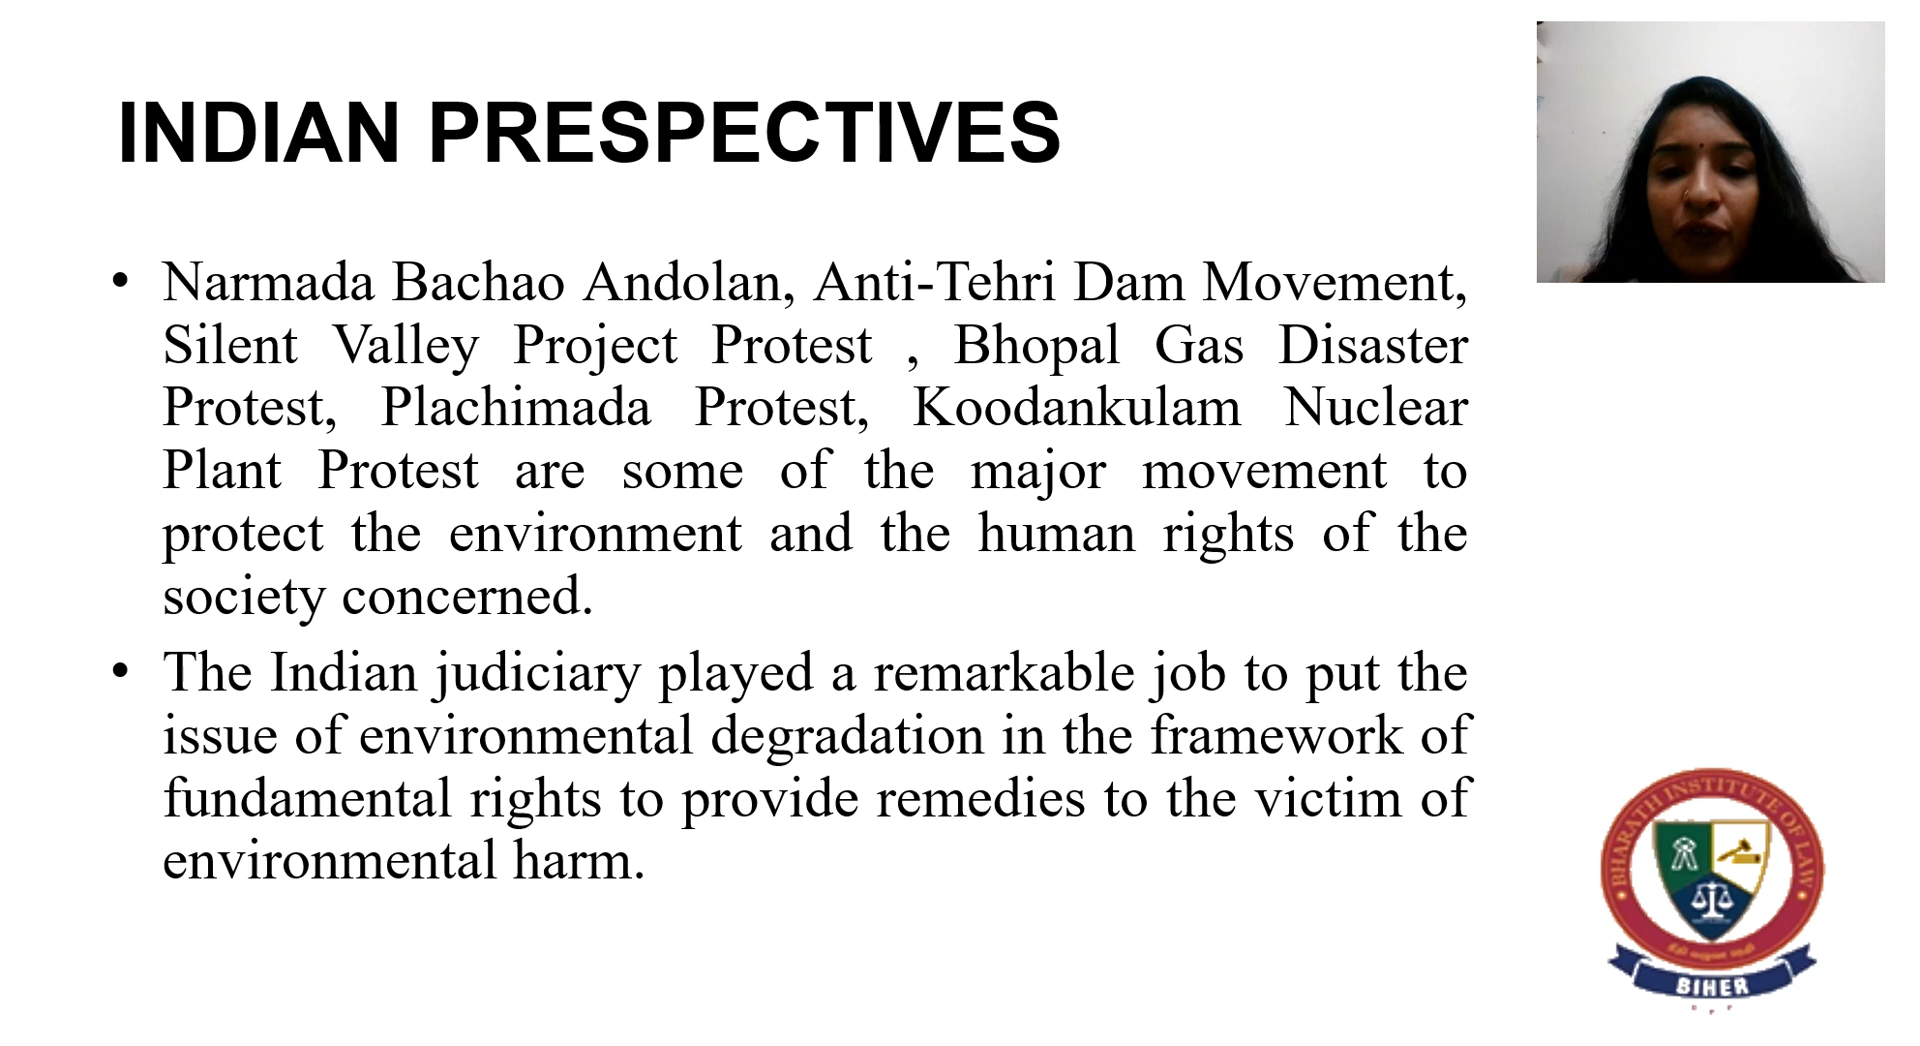 INDIAN PRESPECTIVES
• Narmada Bachao Andolan, Anti-Tehri Dam Movement,
Silent Valley Project Protest , Bhopal Gas Disaster
Protest, Plachimada Protest, Koodankulam Nuclear
Plant Protest are some of the major movement to
protect the environment and the human rights of the
society concerned.
• The Indian judiciary played a remarkable job to put the
issue of environmental degradation in the framework of
fundamental rights to provide remedies to the victim of
environmental harm.
BHARATH INSTITUTE OF LAW
BIHER